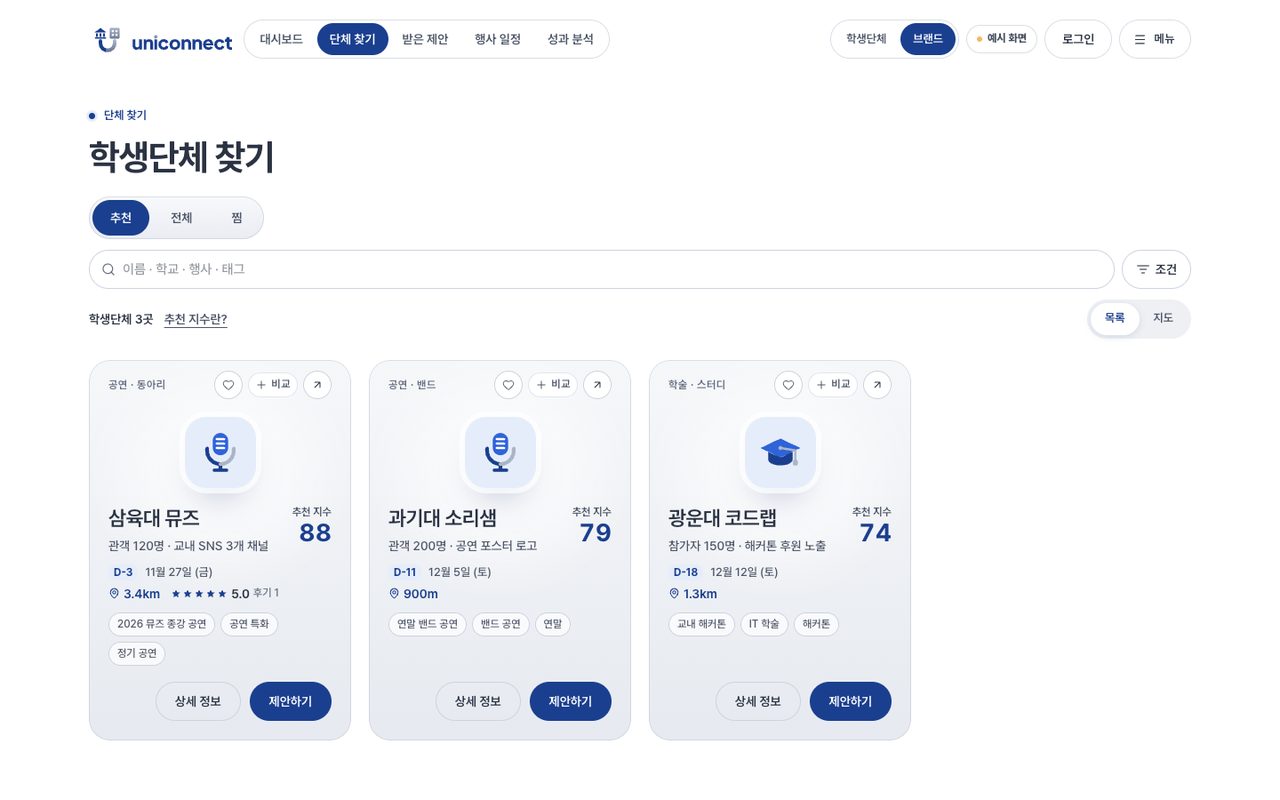 uniconnect 대시보드 단체 찾기 받은 제안 행사 일정 성과 분석 학생단체 브랜드 예시 화면 로그인 메뉴
단체 찾기
학생단체 찾기
추천 전체 찜
이름 · 학교 · 행사 · 태그 조건
학생단체 3곳 추천 지수란? 목록 지도
공연 · 동아리 비교
삼육대 뮤즈 추천 지수
88
관객 120명 · 교내 SNS 3개 채널
D-3 11월 27일 (금)
3.4km ★★★★★ 5.0 후기 1
2026 뮤즈 종강 공연 공연 특화
정기 공연
상세 정보 제안하기
공연 · 밴드 비교
과기대 소리샘 추천 지수
79
관객 200명 · 공연 포스터 로고
D-11 12월 5일 (토)
900m
연말 밴드 공연 밴드 공연 연말
상세 정보 제안하기
학술 · 스터디 비교
광운대 코드랩 추천 지수
74
참가자 150명 · 해커톤 후원 노출
D-18 12월 12일 (토)
1.3km
교내 해커톤 IT 학술 해커톤
상세 정보 제안하기